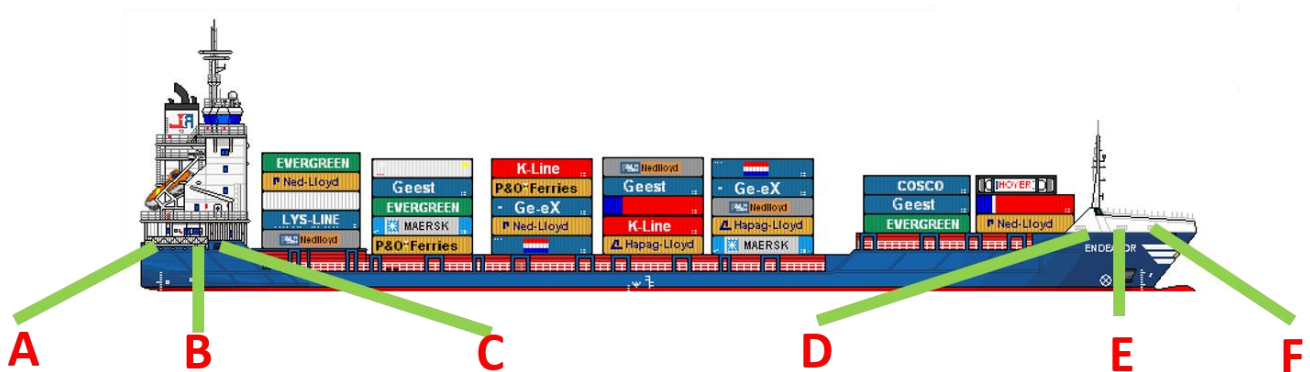 EVERGREEN
Ned-Lloyd
LYS-LINE
Nedlloyd
Geest
EVERGREEN
MAERSK
P&O Ferries
K-Line
P&O Ferries
Ge-eX
Ned-Lloyd
Nedlloyd
Geest
K-Line
Hapag-Lloyd
Ge-eX
Nedlloyd
Hapag-Lloyd
MAERSK
COSCO
Geest
EVERGREEN
HOYER
Ned-Lloyd
ENDEAVOR
A
B
C
D
E
F